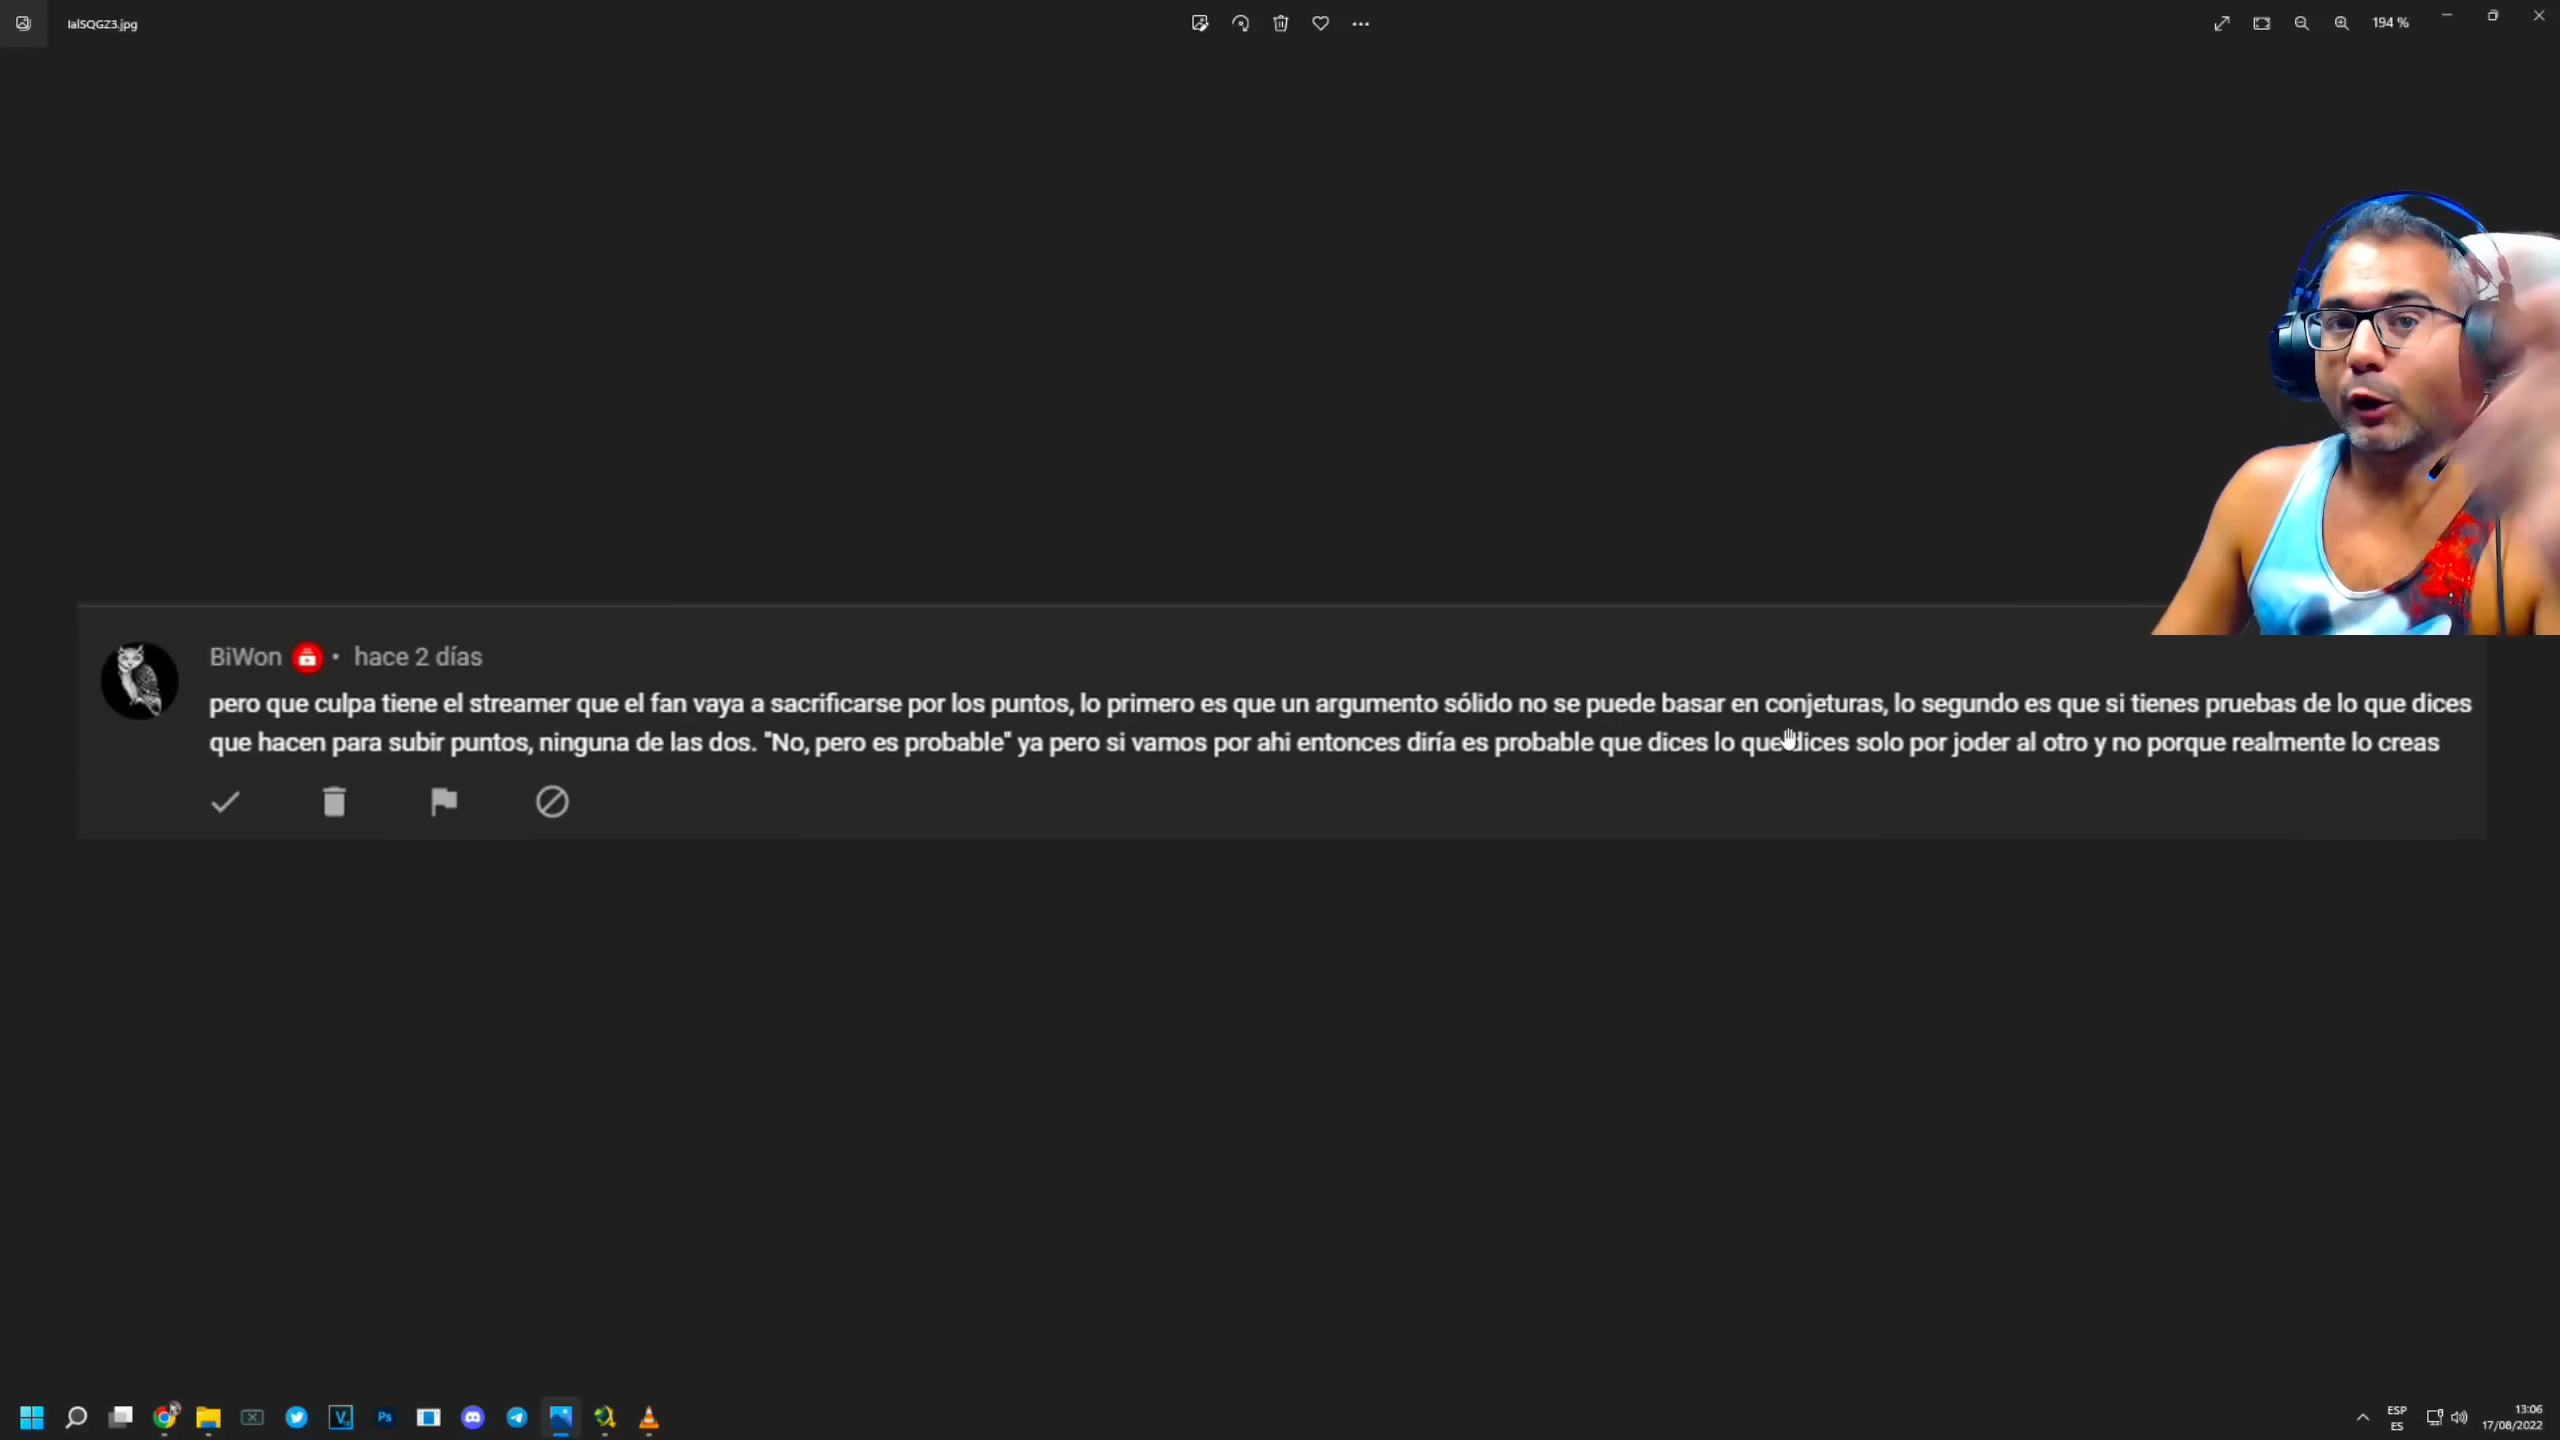 IalSQGZ3.jpg
194 %
BiWon • hace 2 días
pero que culpa tiene el streamer que el fan vaya a sacrificarse por los puntos, lo primero es que un argumento sólido no se puede basar en conjeturas, lo segundo es que si tienes pruebas de lo que dices
que hacen para subir puntos, ninguna de las dos. "No, pero es probable" ya pero si vamos por ahi entonces diría es probable que dices lo que dices solo por joder al otro y no porque realmente lo creas
Ps
ESP
ES
13:06
17/08/2022